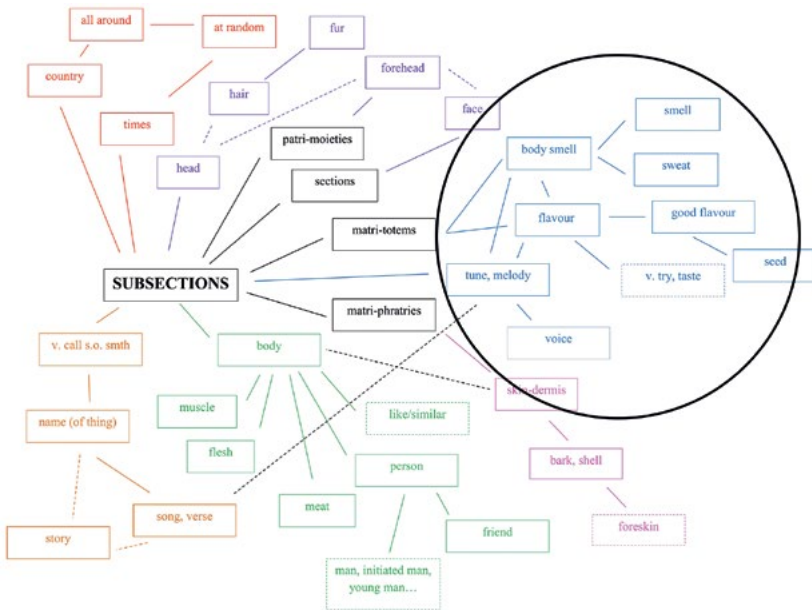 all around
at random
fur
forehead
country
hair
face
smell
times
patri-moieties
body smell
head
sections
sweat
flavour
good flavour
matri-totems
SUBSECTIONS
tune, melody
v. try, taste
seed
matri-phratries
v. call s.o. smth
body
voice
skin-dermis
muscle
like/similar
name (of thing)
flesh
person
bark, shell
meat
song, verse
foreskin
story
friend
man, initiated man,
young man…